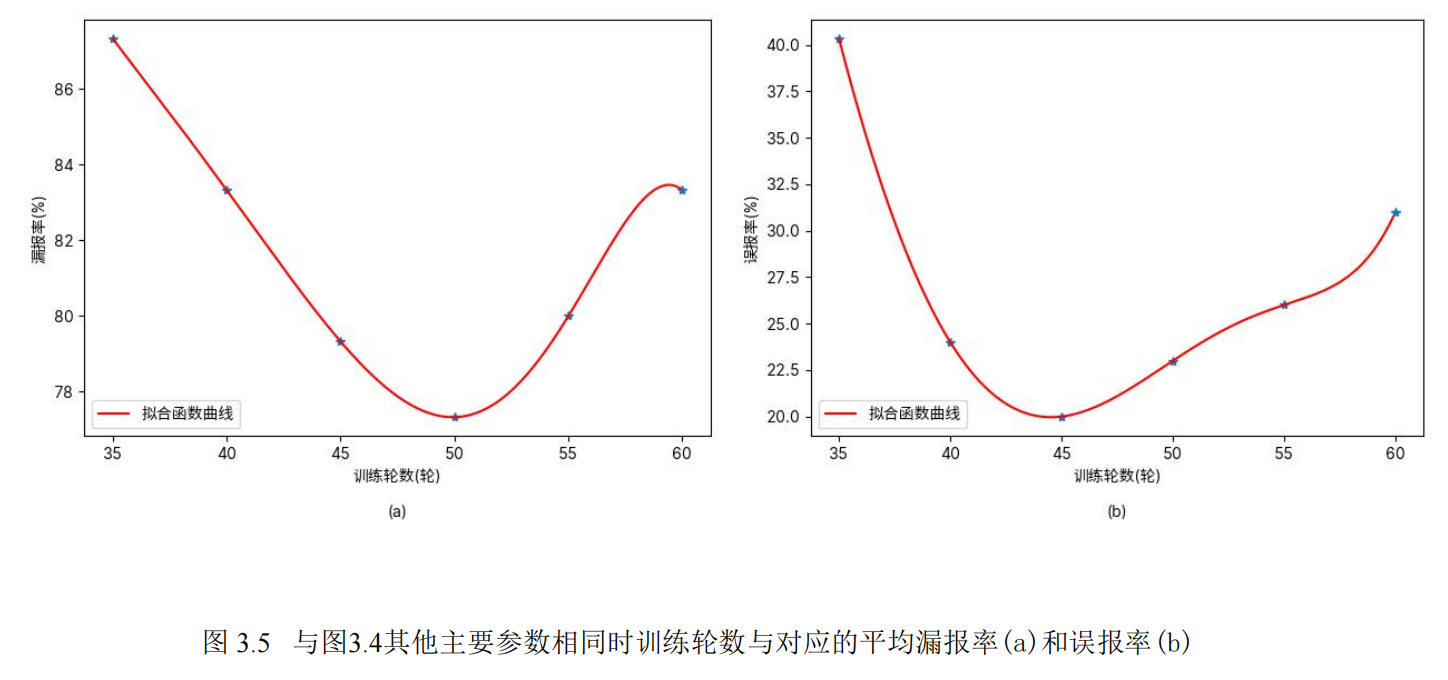 86
84
82
80
78
漏报率(%)
拟合函数曲线
35 40 45 50 55 60
训练轮数(轮)
(a)
40.0
37.5
35.0
32.5
30.0
27.5
25.0
22.5
20.0
误报率(%)
拟合函数曲线
35 40 45 50 55 60
训练轮数(轮)
(b)
图 3.5 与图3.4其他主要参数相同时训练轮数与对应的平均漏报率(a)和误报率(b)